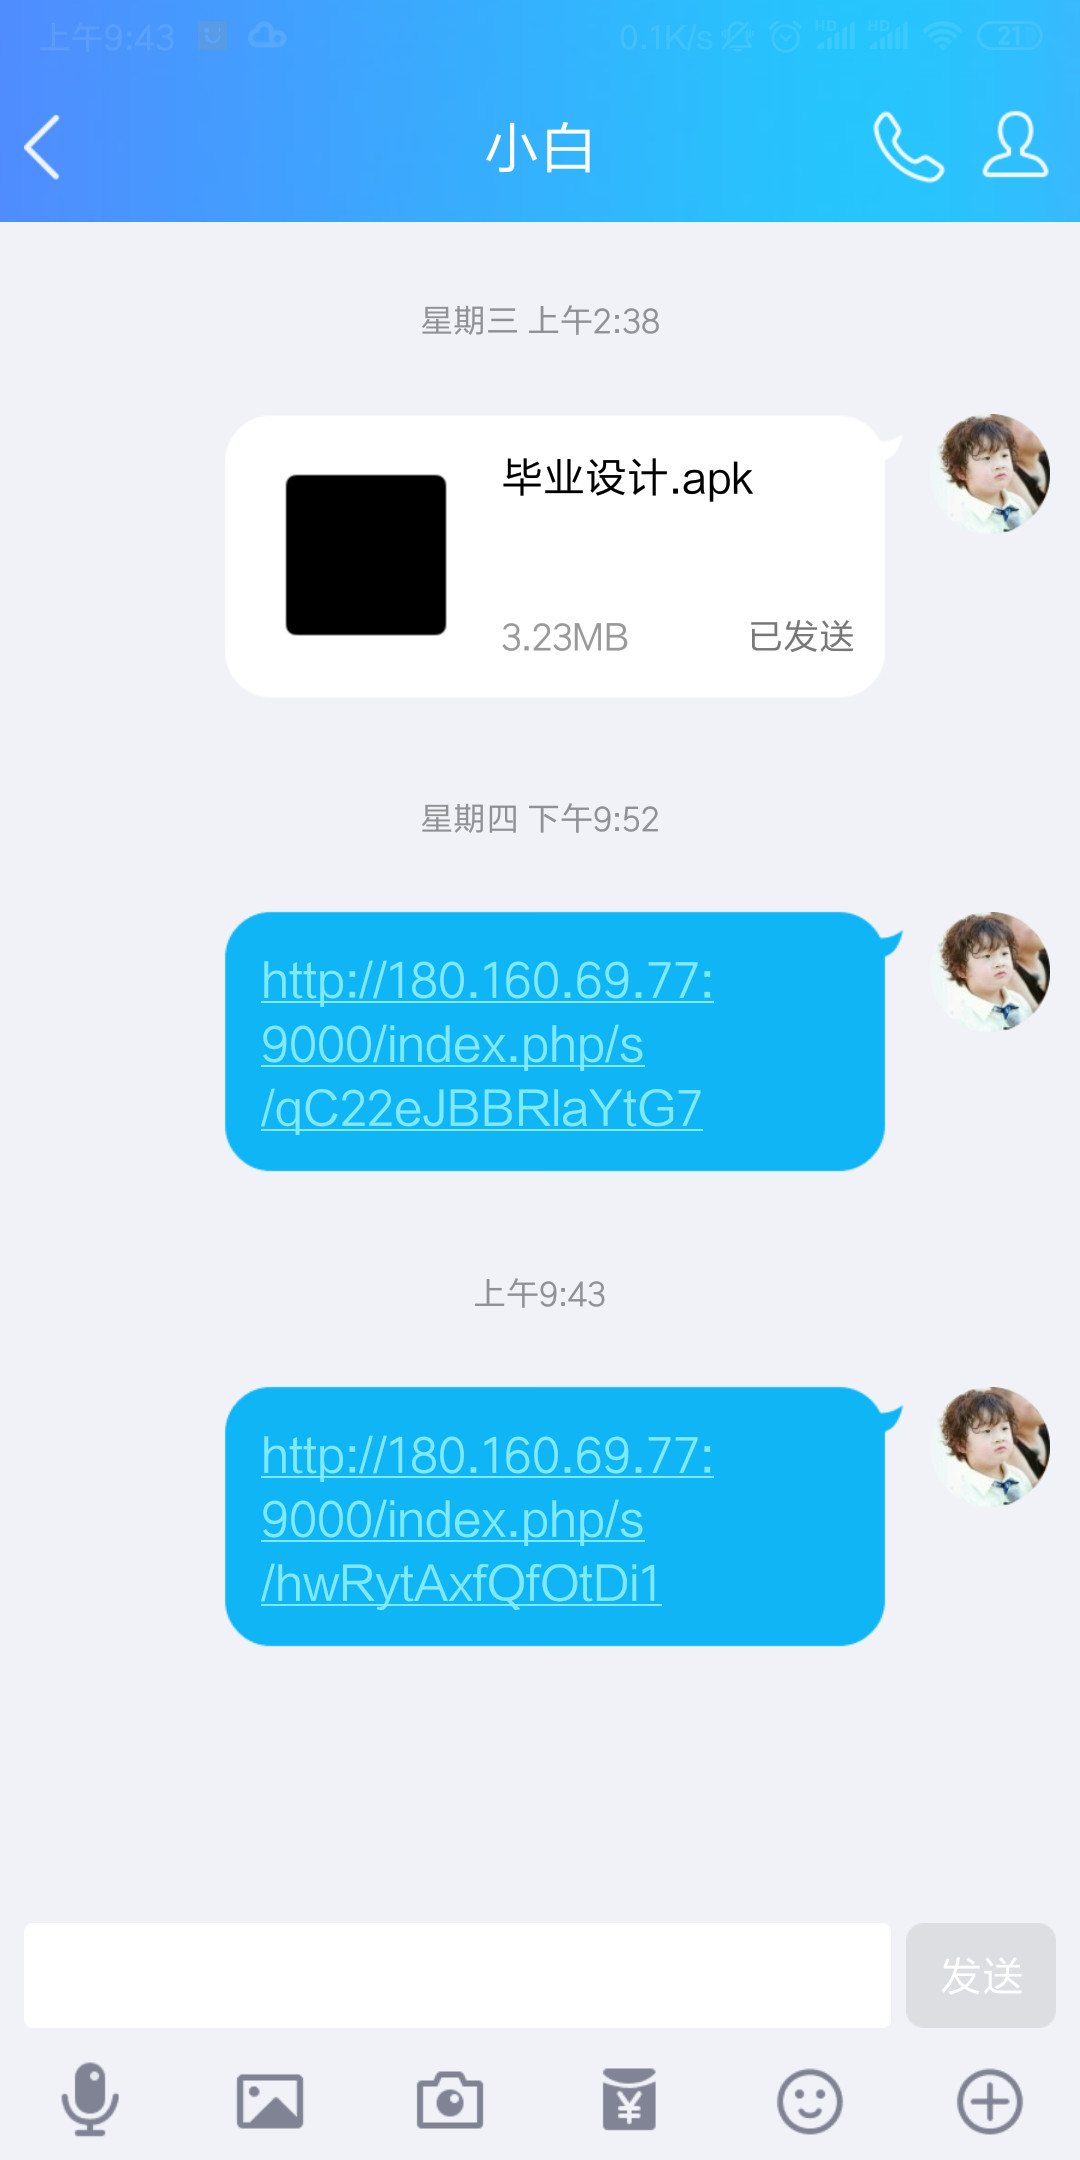 上午9:43 0.1K/s HD HD 21
小白
星期三 上午2:38
毕业设计.apk
3.23MB 已发送
星期四 下午9:52
http://180.160.69.77:
9000/index.php/s
/qC22eJBBRlaYtG7
上午9:43
http://180.160.69.77:
9000/index.php/s
/hwRytAxfQfOtDi1
发送